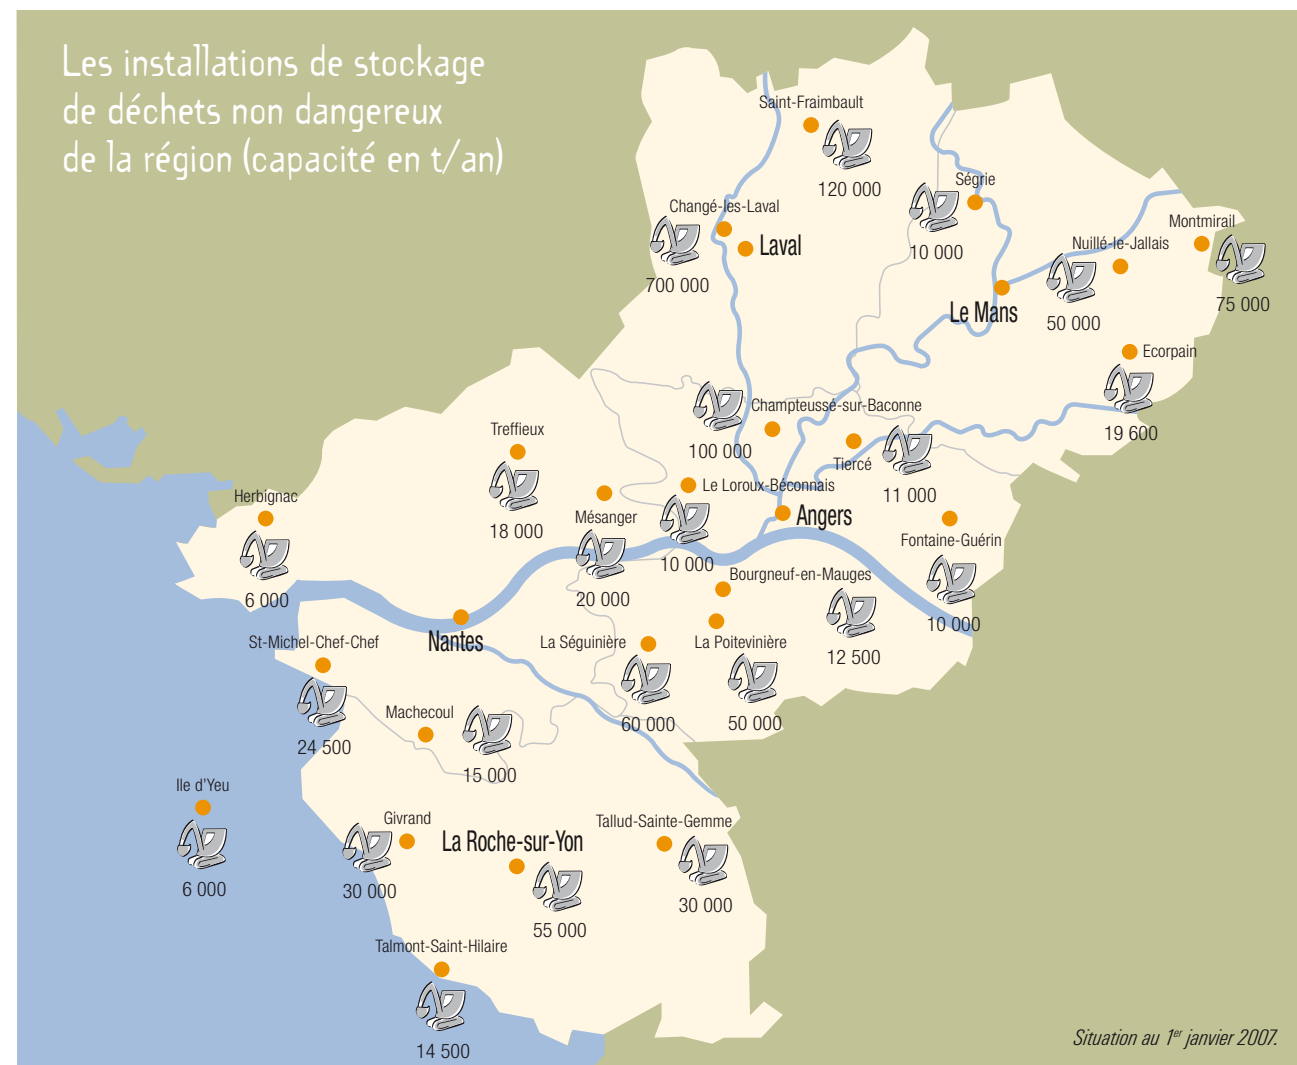 Les installations de stockage
de déchets non dangereux
de la région (capacité en t/an)
Saint-Fraimbault
120 000
Ségrie
10 000
Changé-les-Laval
Laval
700 000
Montmirail
75 000
Nuillé-le-Jallais
50 000
Le Mans
Ecorpain
19 600
Champteussé-sur-Baconne
100 000
Tiercé
11 000
Treffieux
18 000
Le Loroux-Béconnais
10 000
Mésanger
20 000
Angers
Herbignac
6 000
Fontaine-Guérin
10 000
Bourgneuf-en-Mauges
12 500
Nantes
St-Michel-Chef-Chef
24 500
La Séguinière
60 000
La Poitevinière
50 000
Machecoul
15 000
Ile d'Yeu
6 000
Givrand
30 000
La Roche-sur-Yon
55 000
Tallud-Sainte-Gemme
30 000
Talmont-Saint-Hilaire
14 500
Situation au 1er janvier 2007.